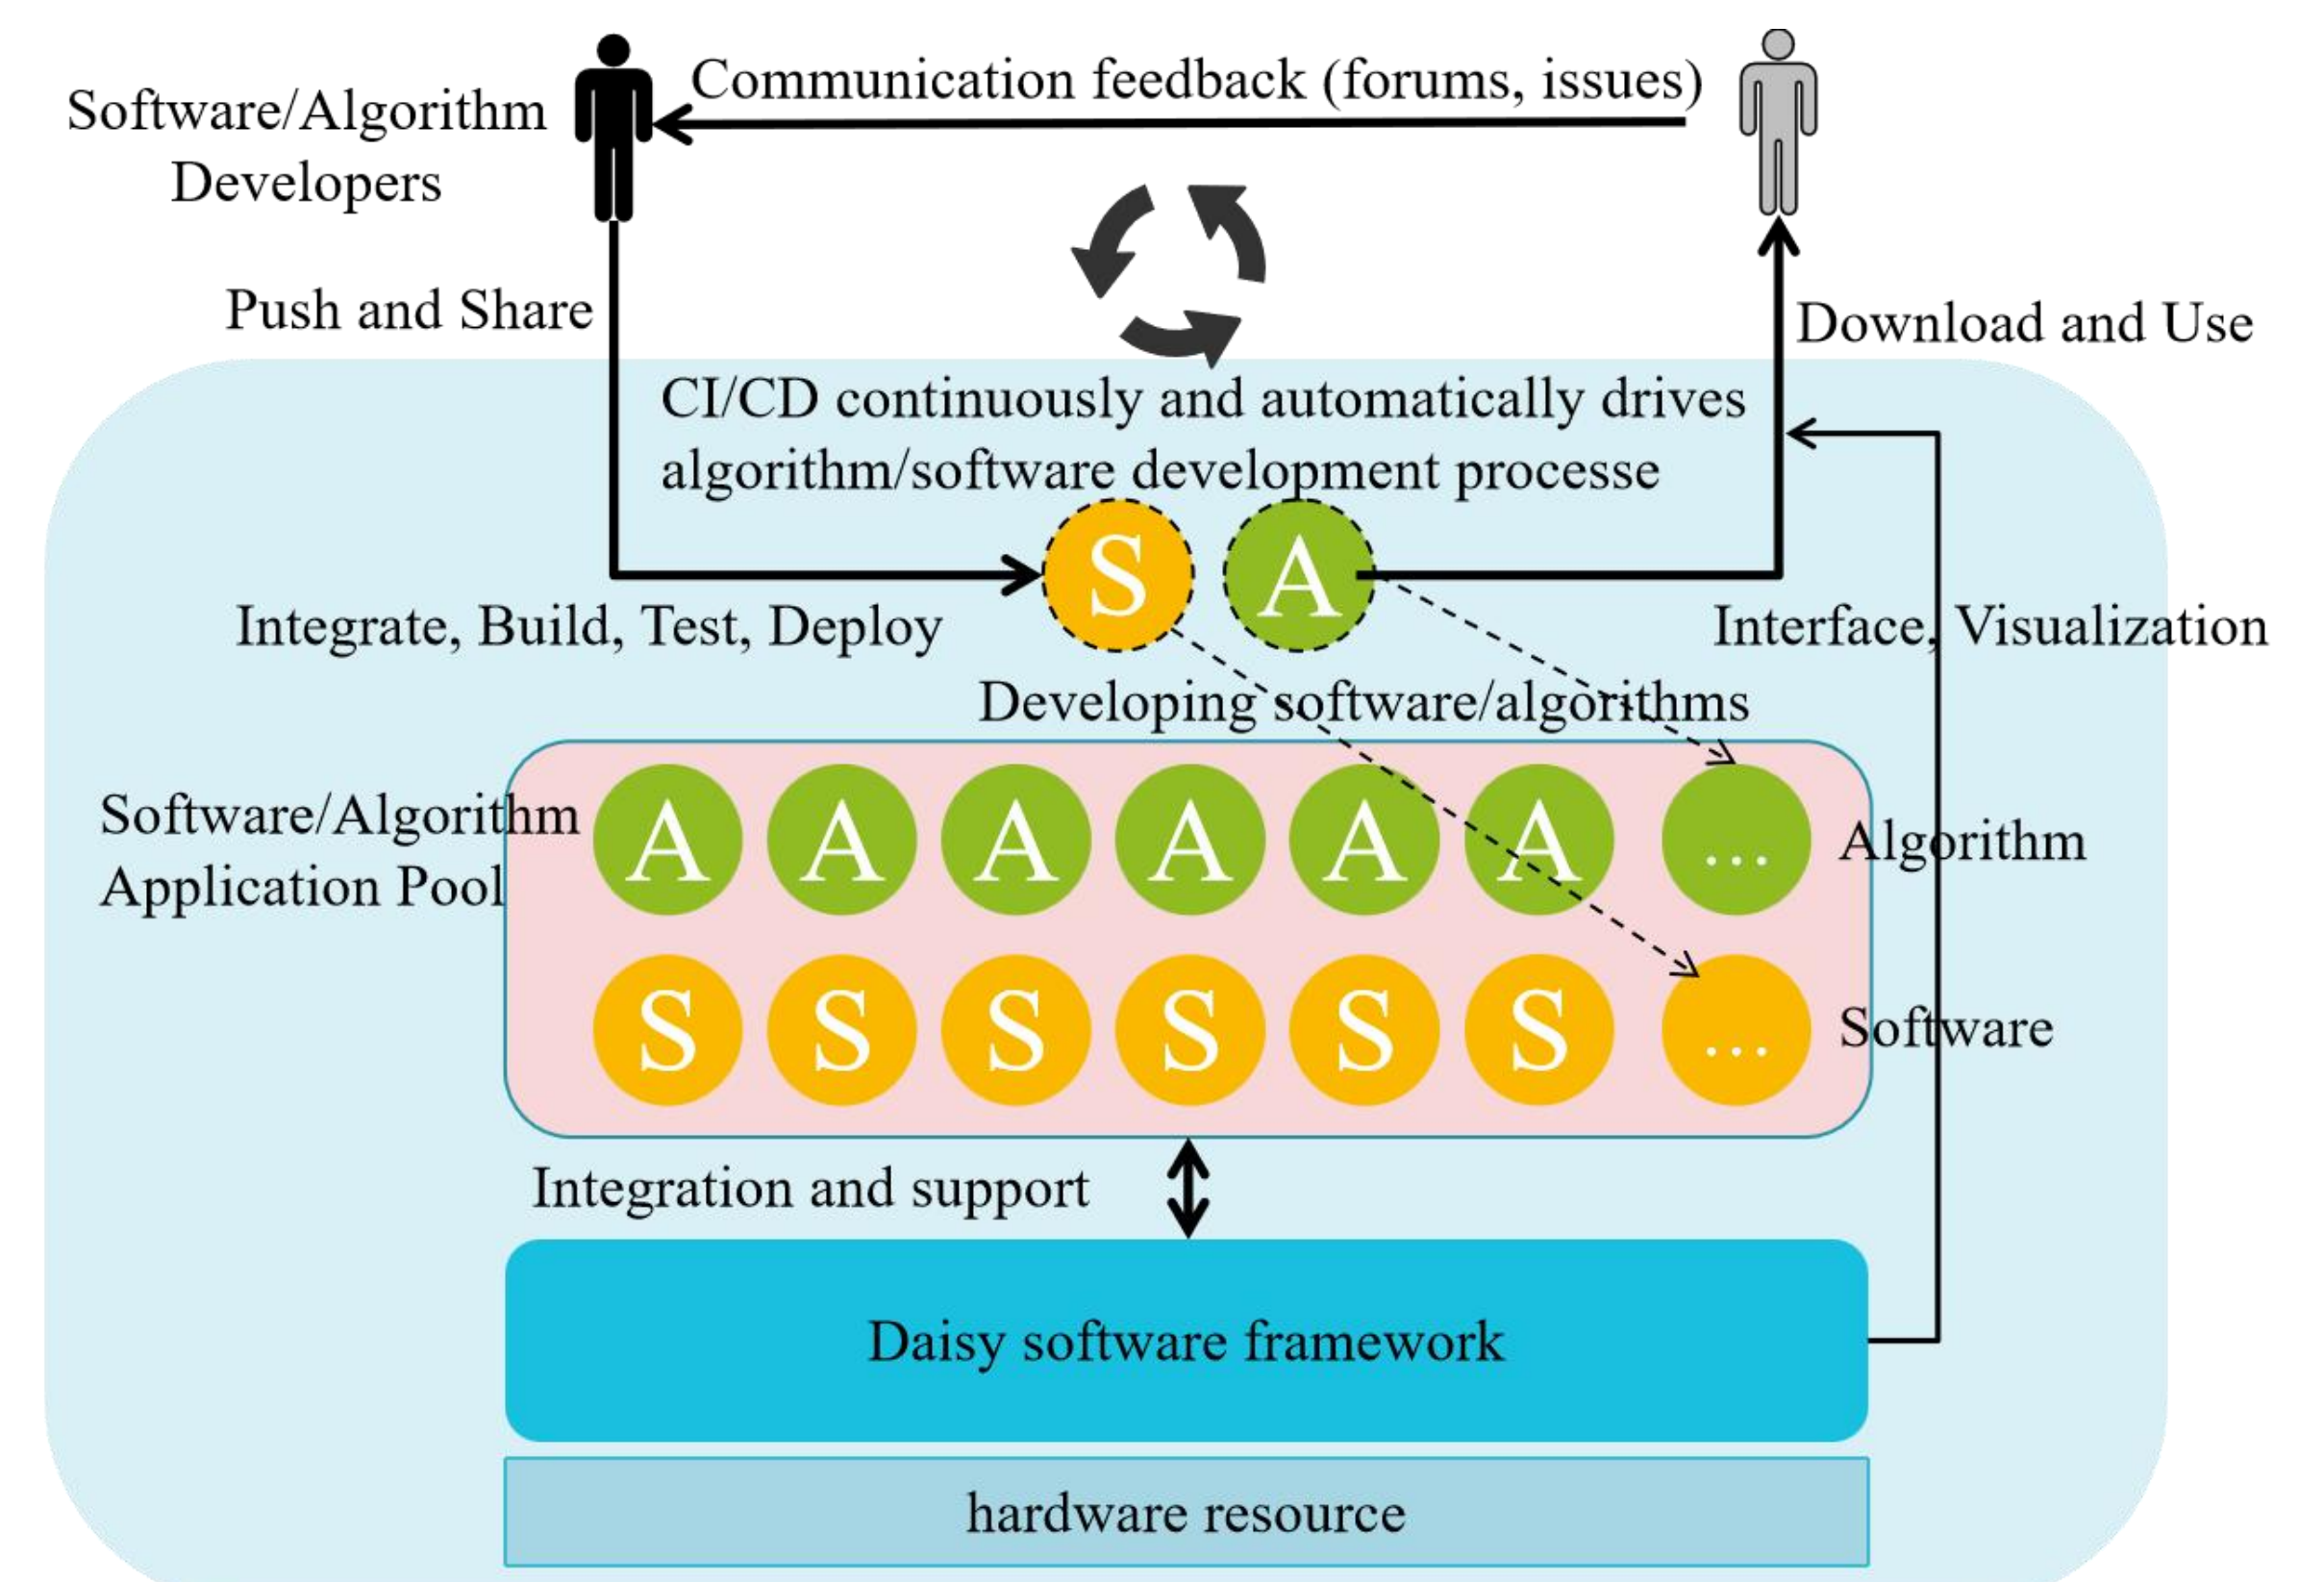 Communication feedback (forums, issues)
Software/Algorithm
Developers
Push and Share
Download and Use
CI/CD continuously and automatically drives
algorithm/software development processe
S A
Integrate, Build, Test, Deploy
Interface, Visualization
Developing software/algorithms
Software/Algorithm
Application Pool
A A A A A A ...
Algorithm
S S S S S S ...
Software
Integration and support
Daisy software framework
hardware resource